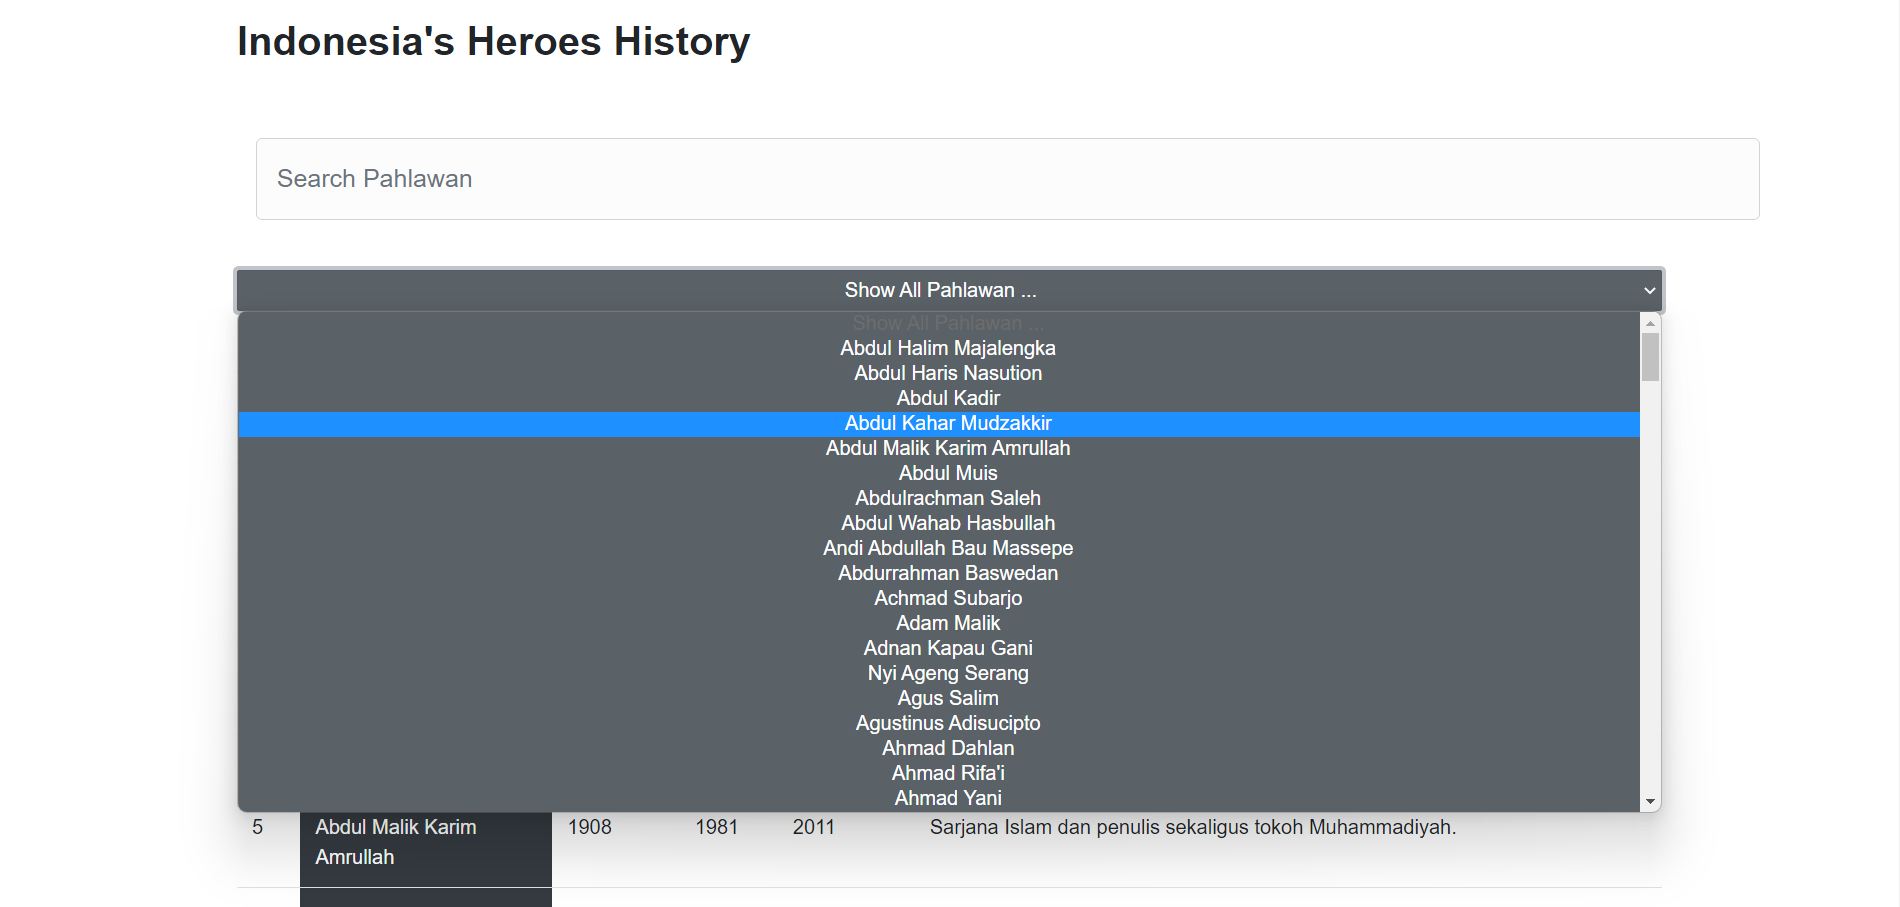 Indonesia's Heroes History
Search Pahlawan
Show All Pahlawan ...
Show All Pahlawan ...
Abdul Halim Majalengka
Abdul Haris Nasution
Abdul Kadir
Abdul Kahar Mudzakkir
Abdul Malik Karim Amrullah
Abdul Muis
Abdulrachman Saleh
Abdul Wahab Hasbullah
Andi Abdullah Bau Massepe
Abdurrahman Baswedan
Achmad Subarjo
Adam Malik
Adnan Kapau Gani
Nyi Ageng Serang
Agus Salim
Agustinus Adisucipto
Ahmad Dahlan
Ahmad Rifa'i
Ahmad Yani
5 Abdul Malik Karim 1908 1981 2011 Sarjana Islam dan penulis sekaligus tokoh Muhammadiyah.
Amrullah